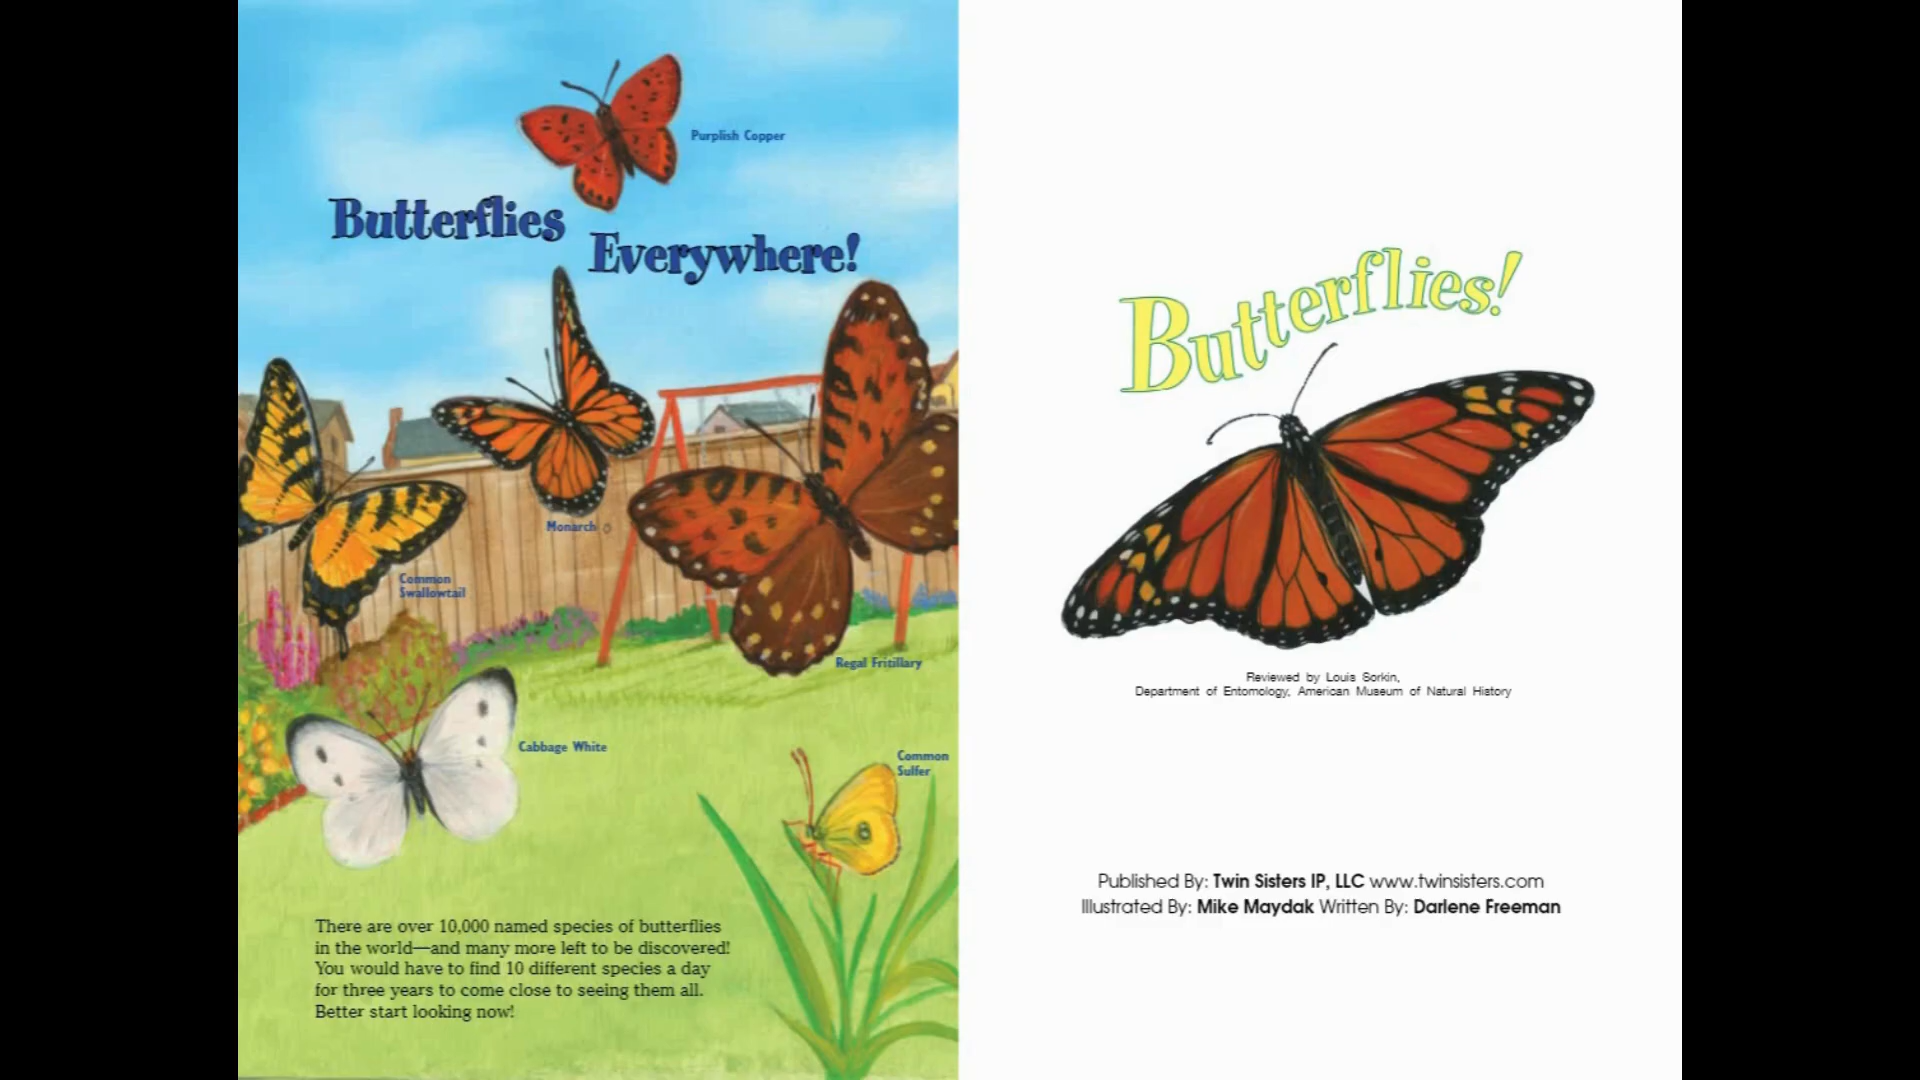 Purplish Copper
Butterflies
Everywhere!
Monarch
Common
Swallowtail
Regal Fritillary
Cabbage White
Common
Sulfer
There are over 10,000 named species of butterflies
in the world—and many more left to be discovered!
You would have to find 10 different species a day
for three years to come close to seeing them all.
Better start looking now!
Butterflies!
Reviewed by Louis Sorkin,
Department of Entomology, American Museum of Natural History
Published By: Twin Sisters IP, LLC www.twinsisters.com
Illustrated By: Mike Maydak Written By: Darlene Freeman